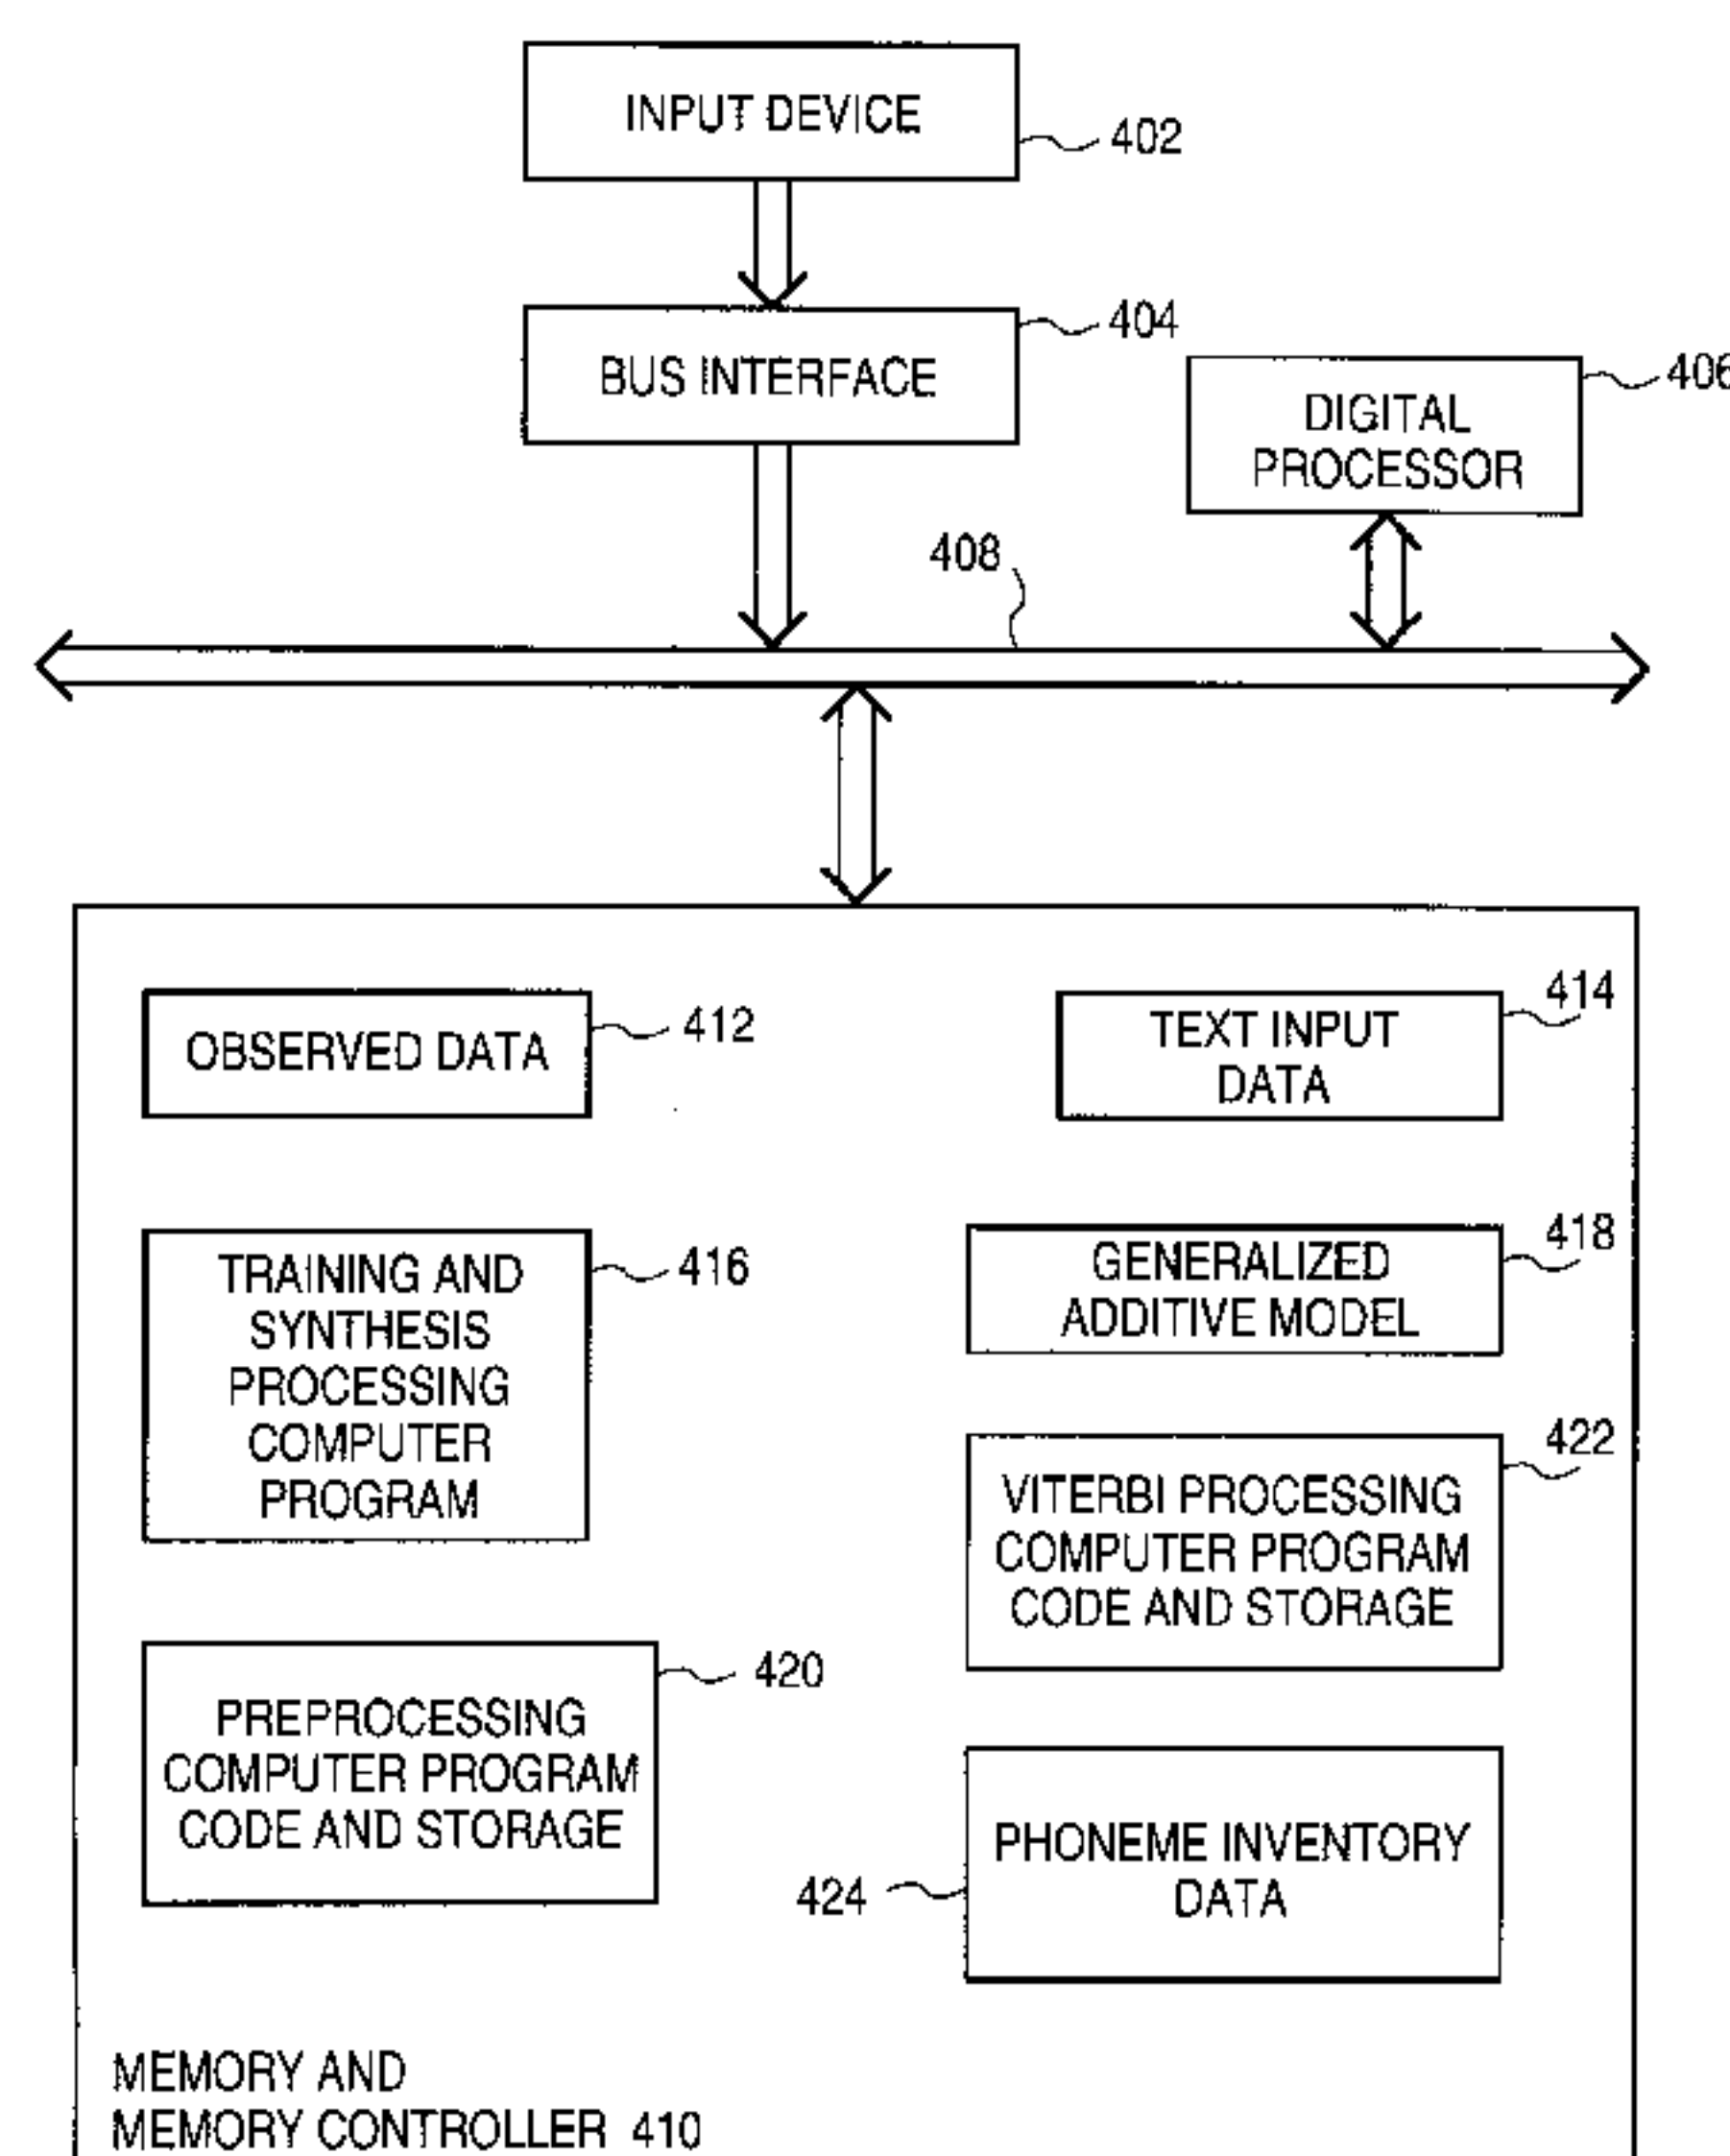 INPUT DEVICE
402
BUS INTERFACE
404
DIGITAL
PROCESSOR
406
408
OBSERVED DATA
412
TEXT INPUT
DATA
414
TRAINING AND
SYNTHESIS
PROCESSING
COMPUTER
PROGRAM
416
GENERALIZED
ADDITIVE MODEL
418
VITERBI PROCESSING
COMPUTER PROGRAM
CODE AND STORAGE
422
PREPROCESSING
COMPUTER PROGRAM
CODE AND STORAGE
420
PHONEME INVENTORY
DATA
424
MEMORY AND
MEMORY CONTROLLER 410